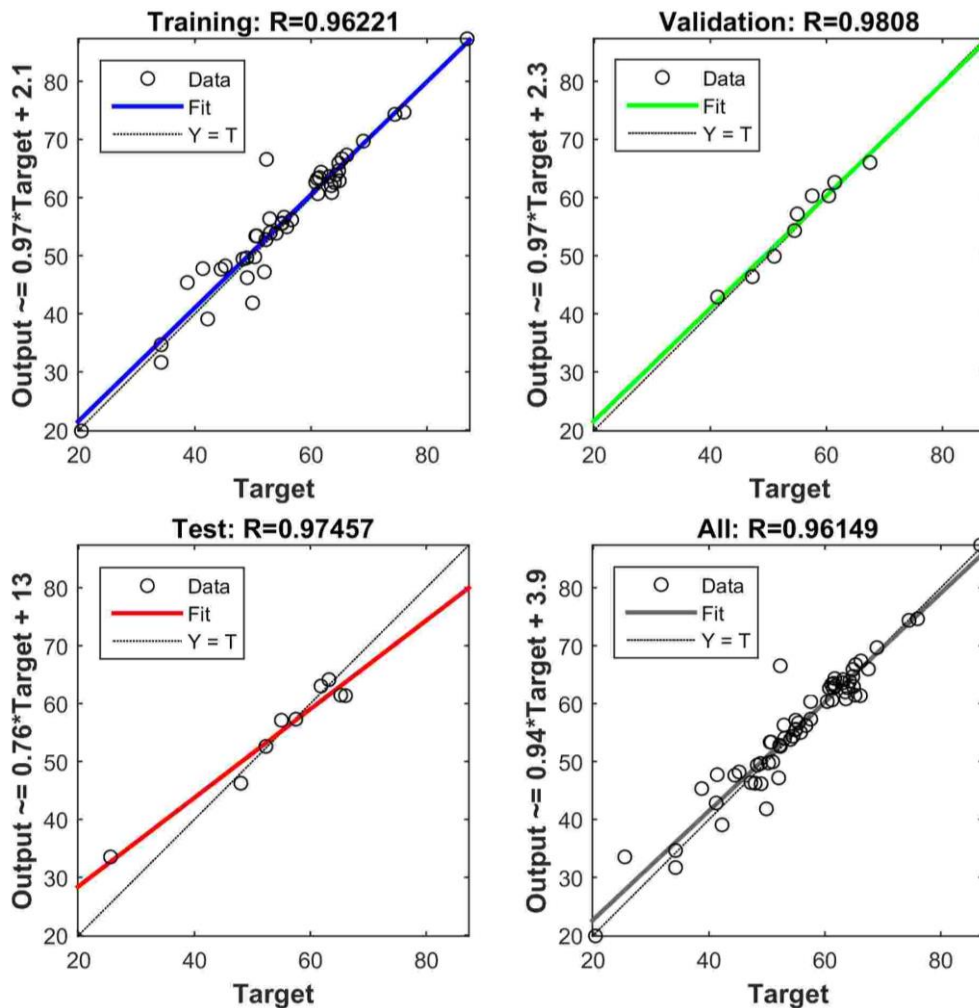 Training: R=0.96221
Output ~= 0.97*Target + 2.1
Data
Fit
Y = T
80
70
60
50
40
30
20
20 40 60 80
Target
Validation: R=0.9808
Output ~= 0.97*Target + 2.3
Data
Fit
Y = T
80
70
60
50
40
30
20
20 40 60 80
Target
Test: R=0.97457
Output ~= 0.76*Target + 13
Data
Fit
Y = T
80
70
60
50
40
30
20
20 40 60 80
Target
All: R=0.96149
Output ~= 0.94*Target + 3.9
Data
Fit
Y = T
80
70
60
50
40
30
20
20 40 60 80
Target